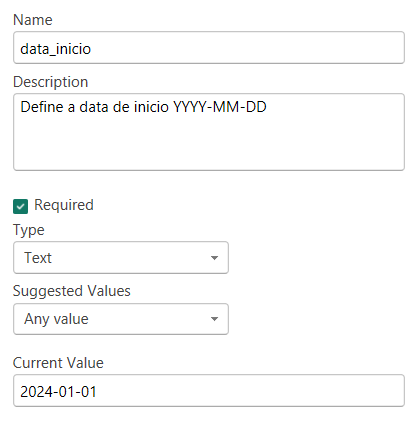 Name
data_inicio
Description
Define a data de inicio YYYY-MM-DD
Required
Type
Text
Suggested Values
Any value
Current Value
2024-01-01